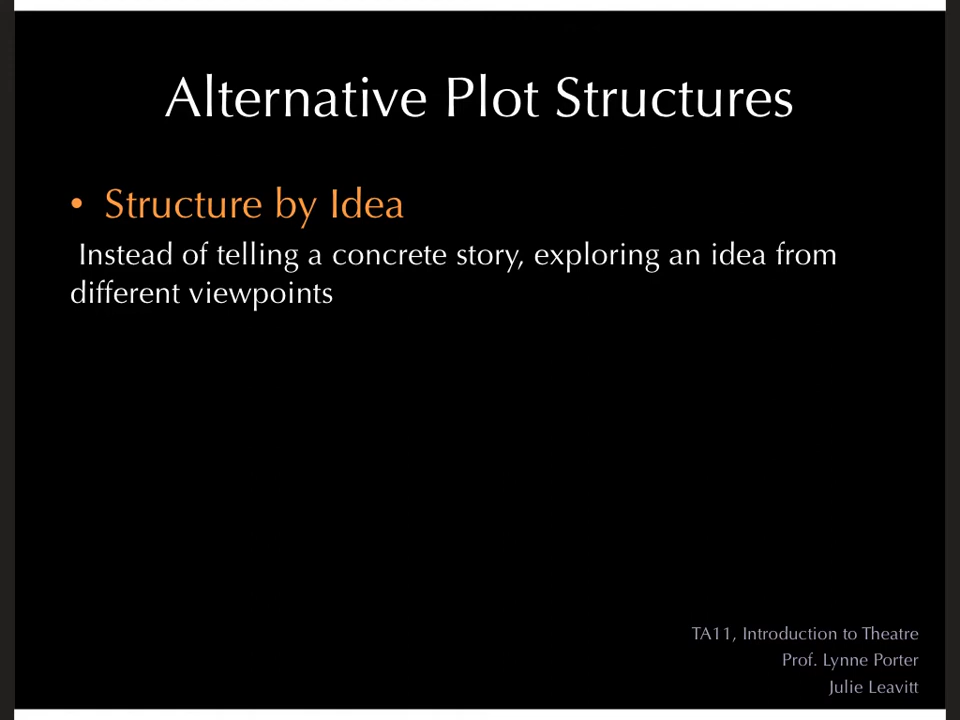 Alternative Plot Structures
• Structure by Idea
Instead of telling a concrete story, exploring an idea from
different viewpoints
TA11, Introduction to Theatre
Prof. Lynne Porter
Julie Leavitt